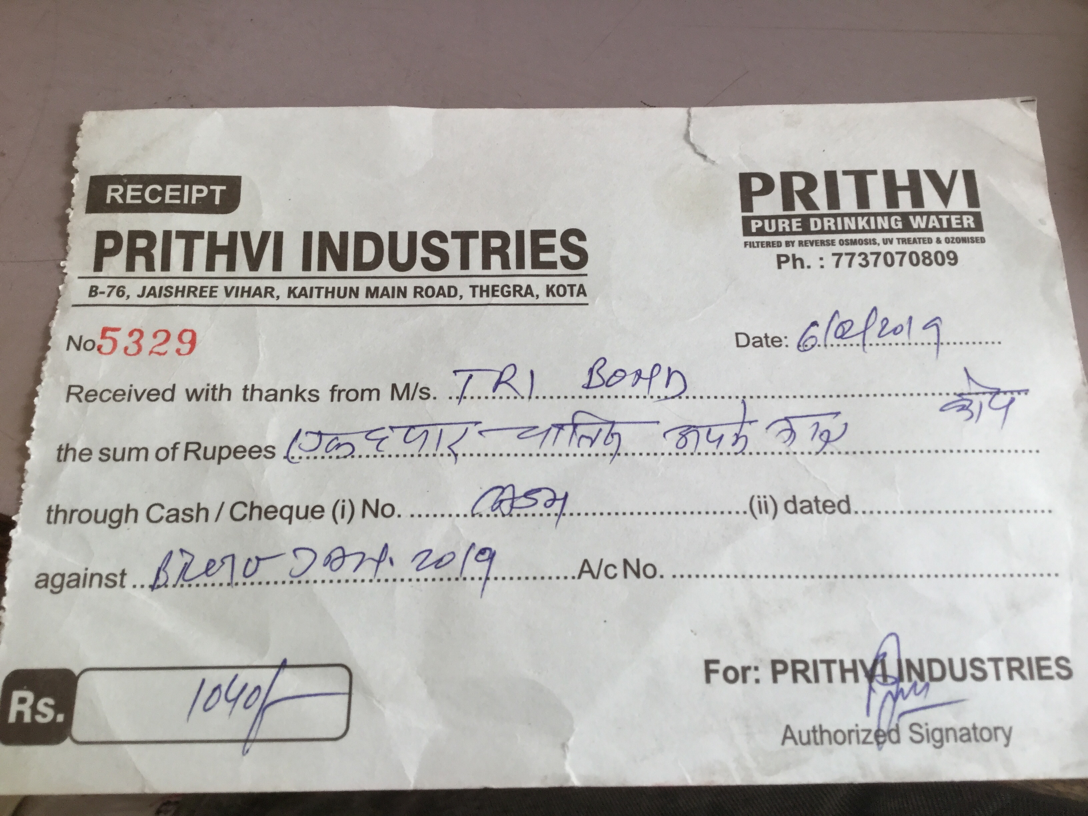 RECEIPT
PRITHVI
PURE DRINKING WATER
FILTERED BY REVERSE OSMOSIS, UV TREATED & OZONISED
Ph. : 7737070809
PRITHVI INDUSTRIES
B-76, JAISHREE VIHAR, KAITHUN MAIN ROAD, THEGRA, KOTA
No 5329
Date: 6/2/2019
Received with thanks from M/s. TRI BOND
the sum of Rupees एक हजार चालिस रूपये मात्र
through Cash / Cheque (i) No. CASH (ii) dated
against JAN. 2019 A/c No.
Rs. 1040/-
For: PRITHVI INDUSTRIES
Authorized Signatory